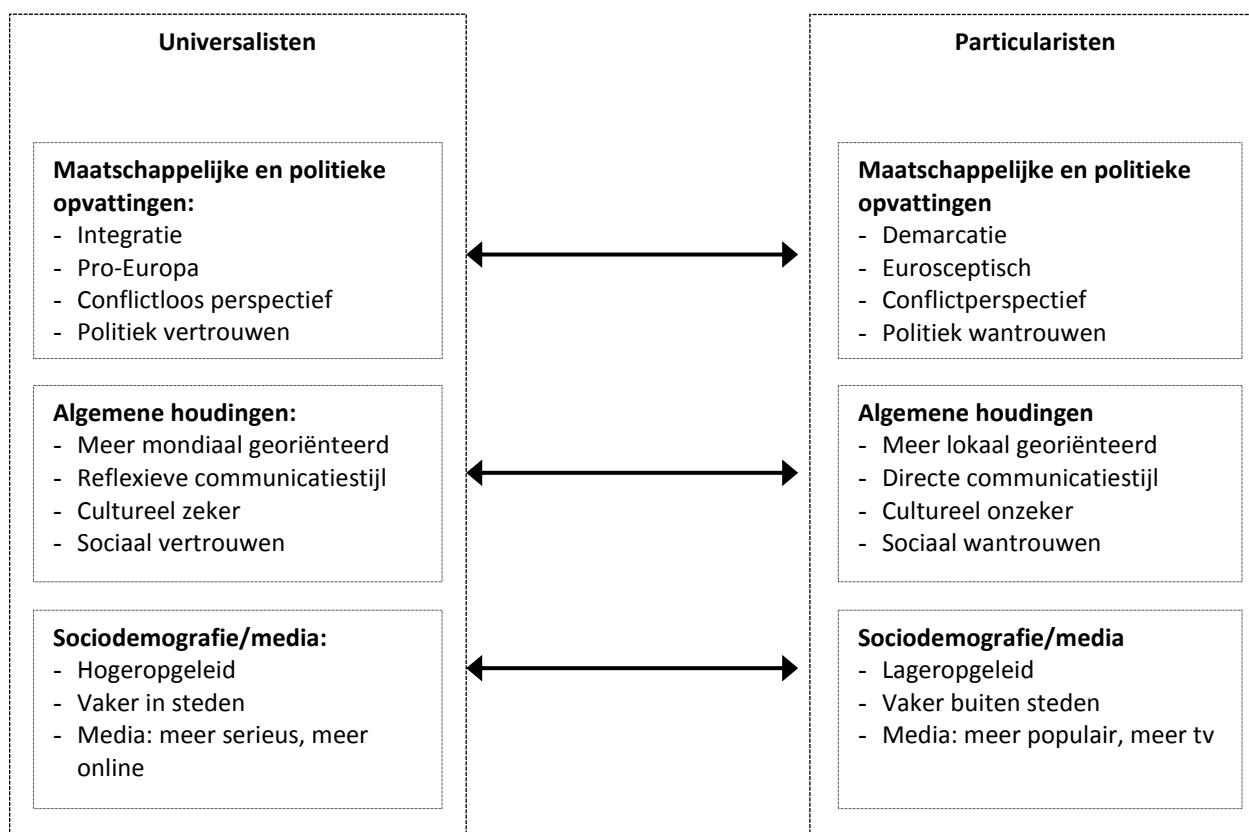 Universalisten
Maatschappelijke en politieke
opvattingen:
- Integratie
- Pro-Europa
- Conflictloos perspectief
- Politiek vertrouwen
Algemene houdingen:
- Meer mondiaal georiënteerd
- Reflexieve communicatiestijl
- Cultureel zeker
- Sociaal vertrouwen
Sociodemografie/media:
- Hogeropgeleid
- Vaker in steden
- Media: meer serieus, meer
online
Particularisten
Maatschappelijke en politieke
opvattingen
- Demarcatie
- Eurosceptisch
- Conflictperspectief
- Politiek wantrouwen
Algemene houdingen
- Meer lokaal georiënteerd
- Directe communicatiestijl
- Cultureel onzeker
- Sociaal wantrouwen
Sociodemografie/media
- Lageropgeleid
- Vaker buiten steden
- Media: meer populair, meer tv